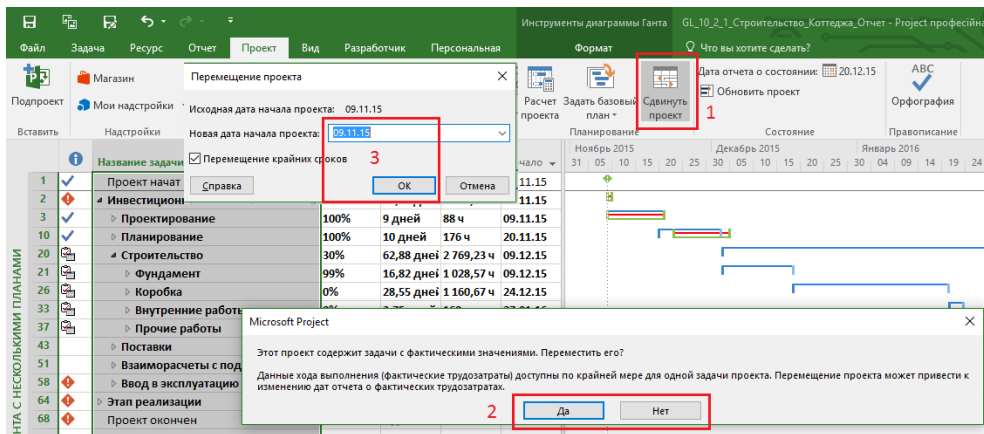 Инструменты диаграммы Ганта GL_10_2_1_Строительство_Коттеджа_Отчет - Project професійна
Файл Задача Ресурс Отчет Проект Вид Разработчик Персональная Формат Что вы хотите сделать?
Подпроект
Вставить
Магазин
Мои надстройки
Надстройки
Расчет проекта
Задать базовый план
Сдвинуть проект
Планирование
1
Дата отчета о состоянии: 20.12.15
Обновить проект
Состояние
ABC
Орфография
Правописание
Перемещение проекта
Исходная дата начала проекта: 09.11.15
Новая дата начала проекта: 09.11.15
Перемещение крайних сроков
3
Справка ОК Отмена
Название задачи
Ноябрь 2015 Декабрь 2015 Январь 2016
31 05 10 15 20 25 30 05 10 15 20 25 30 04 09 14 19 24
1 Проект начат 11.15
2 11.15
3 Проектирование 100% 9 дней 88 ч 09.11.15
10 Планирование 100% 10 дней 176 ч 20.11.15
20 Строительство 30% 62,88 дней 2 769,23 ч 09.12.15
21 Фундамент 99% 16,82 дней 1 028,57 ч 09.12.15
26 Коробка 0% 28,55 дней 1 160,67 ч 24.12.15
33 Внутренние работы
37 Прочие работы
43 Поставки
51 Взаиморасчеты с под
58 Ввод в эксплуатацию
64 Этап реализации
68 Проект окончен
НТА С НЕСКОЛЬКИМИ ПЛАНАМИ
Microsoft Project
Этот проект содержит задачи с фактическими значениями. Переместить его?
Данные хода выполнения (фактические трудозатраты) доступны по крайней мере для одной задачи проекта. Перемещение проекта может привести к
изменению дат отчета о фактических трудозатратах.
2
Да Нет